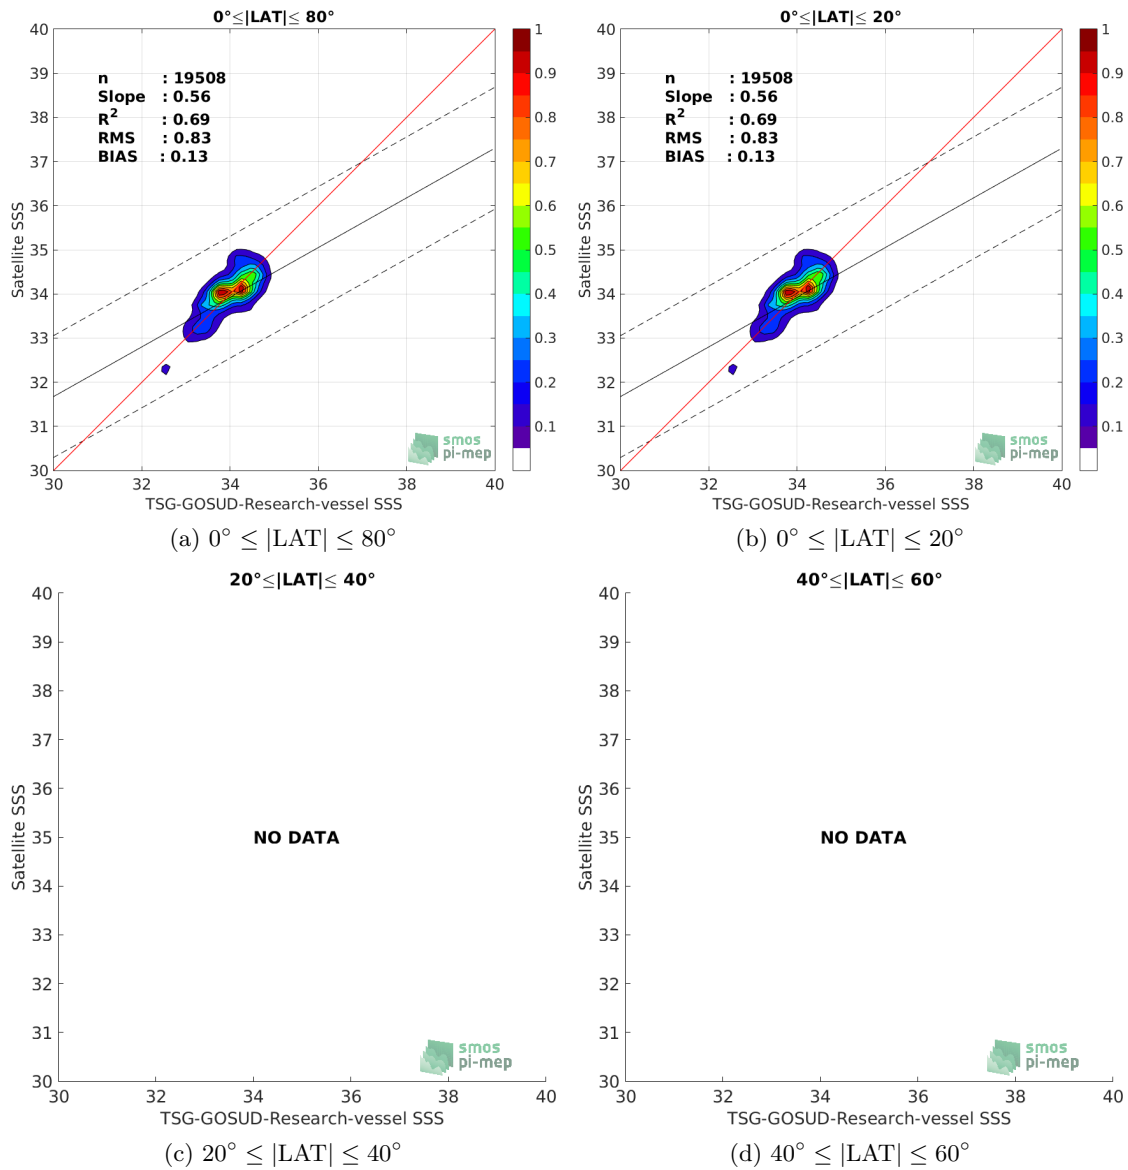 0°≤|LAT|≤ 80°
40
39
38
37
36
35
34
33
32
31
30
Satellite SSS
n : 19508
Slope : 0.56
R² : 0.69
RMS : 0.83
BIAS : 0.13
smos
pi-mep
30 32 34 36 38 40
TSG-GOSUD-Research-vessel SSS
1
0.9
0.8
0.7
0.6
0.5
0.4
0.3
0.2
0.1
(a) 0° ≤ |LAT| ≤ 80°
0°≤|LAT|≤ 20°
40
39
38
37
36
35
34
33
32
31
30
Satellite SSS
n : 19508
Slope : 0.56
R² : 0.69
RMS : 0.83
BIAS : 0.13
smos
pi-mep
30 32 34 36 38 40
TSG-GOSUD-Research-vessel SSS
1
0.9
0.8
0.7
0.6
0.5
0.4
0.3
0.2
0.1
(b) 0° ≤ |LAT| ≤ 20°
20°≤|LAT|≤ 40°
40
39
38
37
36
35
34
33
32
31
30
Satellite SSS
NO DATA
smos
pi-mep
30 32 34 36 38 40
TSG-GOSUD-Research-vessel SSS
(c) 20° ≤ |LAT| ≤ 40°
40°≤|LAT|≤ 60°
40
39
38
37
36
35
34
33
32
31
30
Satellite SSS
NO DATA
smos
pi-mep
30 32 34 36 38 40
TSG-GOSUD-Research-vessel SSS
(d) 40° ≤ |LAT| ≤ 60°